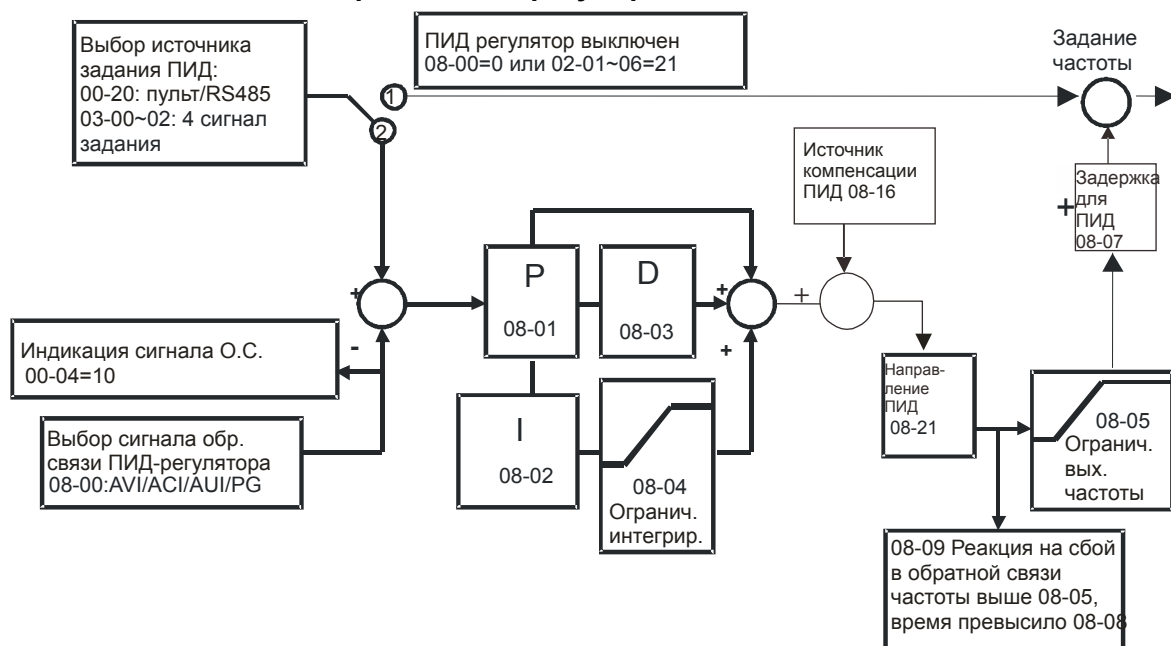 Выбор источника
задания ПИД:
00-20: пульт/RS485
03-00~02: 4 сигнал
задания
ПИД регулятор выключен
08-00=0 или 02-01~06=21
Задание
частоты
1
2
Источник
компенсации
ПИД 08-16
Задержка
для
ПИД
08-07
+
+
P
08-01
D
08-03
+
+
+
-
Индикация сигнала О.С.
00-04=10
Выбор сигнала обр.
связи ПИД-регулятора
08-00:AVI/ACI/AUI/PG
I
08-02
08-04
Огранич.
интегрир.
Направ-
ление
ПИД
08-21
08-05
Огранич.
вых.
частоты
08-09 Реакция на сбой
в обратной связи
частоты выше 08-05,
время превысило 08-08